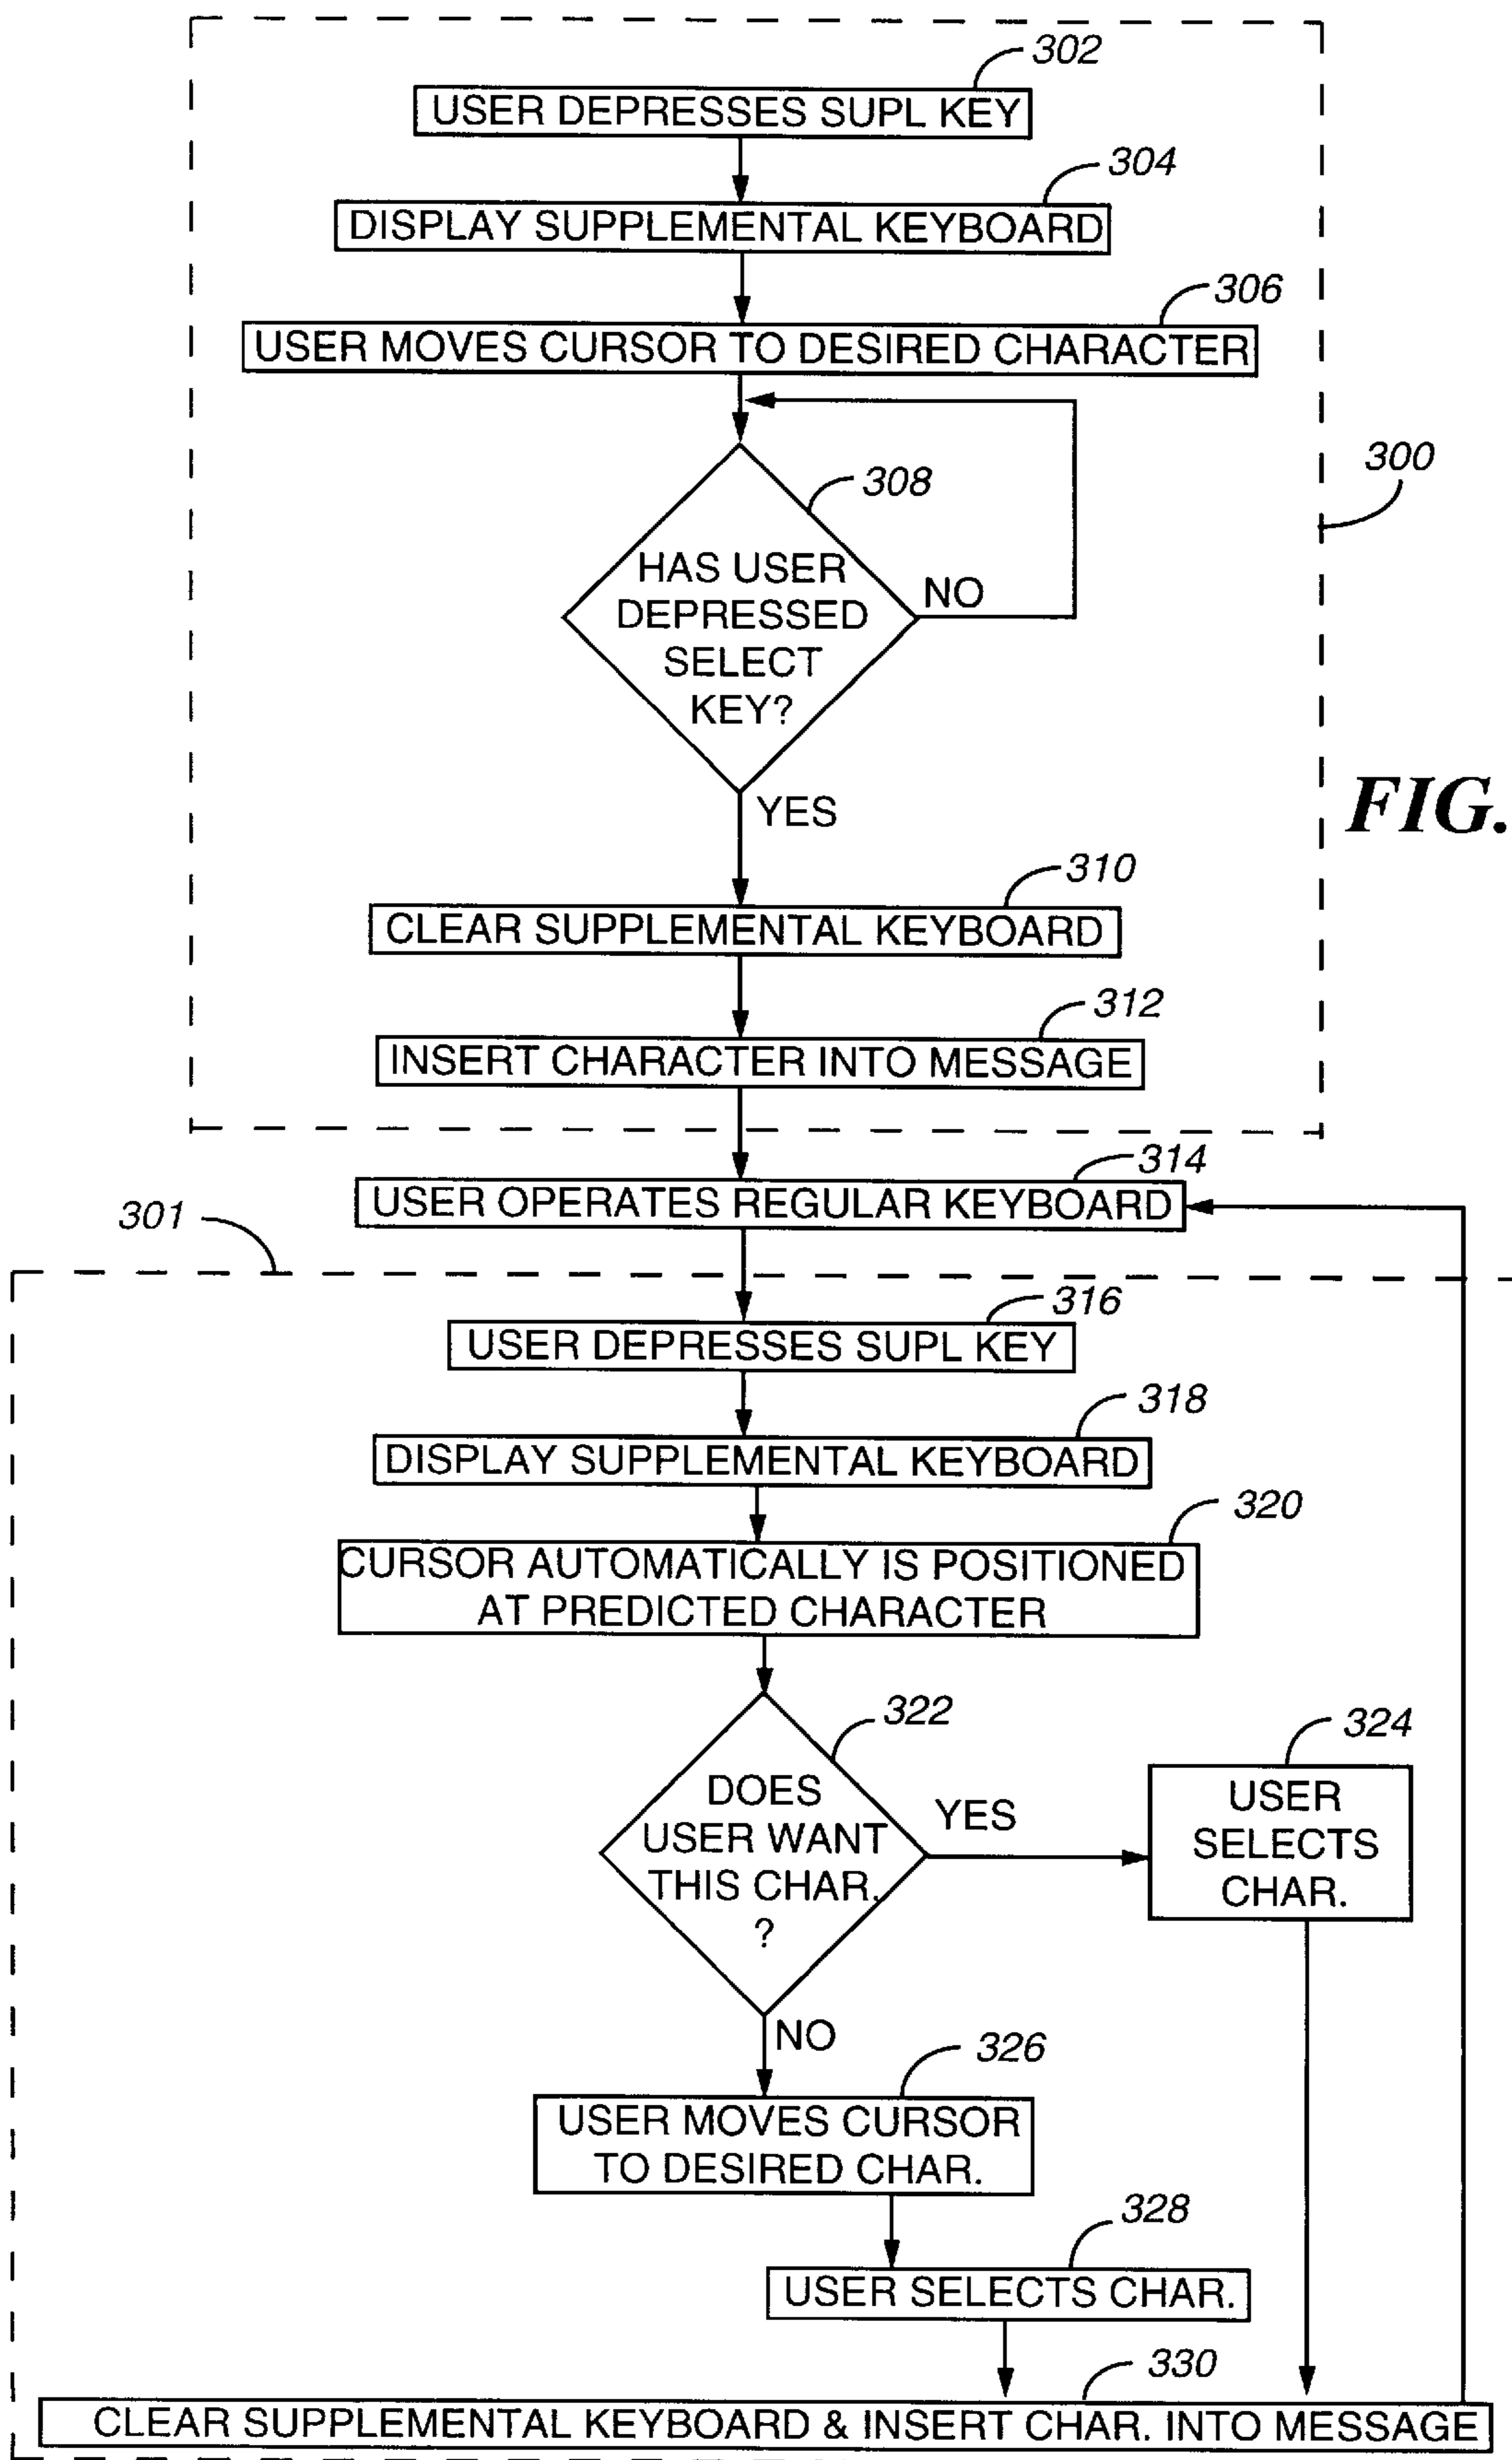 302
USER DEPRESSES SUPL KEY
304
DISPLAY SUPPLEMENTAL KEYBOARD
306
USER MOVES CURSOR TO DESIRED CHARACTER
300
308
HAS USER
DEPRESSED
SELECT
KEY?
NO
YES
FIG.
310
CLEAR SUPPLEMENTAL KEYBOARD
312
INSERT CHARACTER INTO MESSAGE
314
USER OPERATES REGULAR KEYBOARD
301
316
USER DEPRESSES SUPL KEY
318
DISPLAY SUPPLEMENTAL KEYBOARD
320
CURSOR AUTOMATICALLY IS POSITIONED
AT PREDICTED CHARACTER
322
DOES
USER WANT
THIS CHAR.
?
YES
324
USER
SELECTS
CHAR.
NO
326
USER MOVES CURSOR
TO DESIRED CHAR.
328
USER SELECTS CHAR.
330
CLEAR SUPPLEMENTAL KEYBOARD & INSERT CHAR. INTO MESSAGE